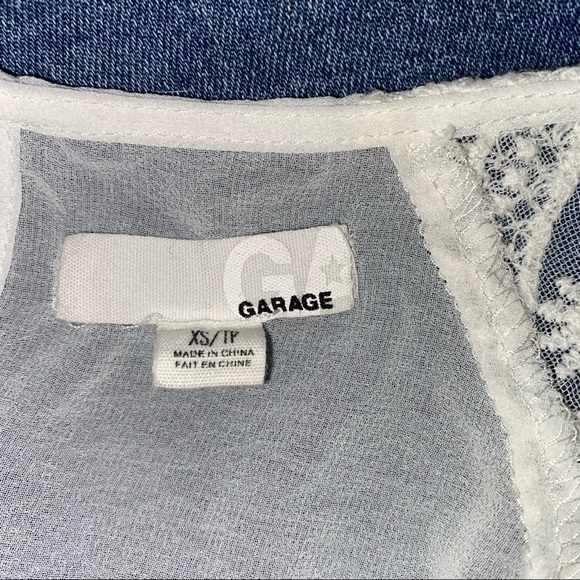 GA
GARAGE
XS/TP
MADE IN CHINA
FAIT EN CHINE